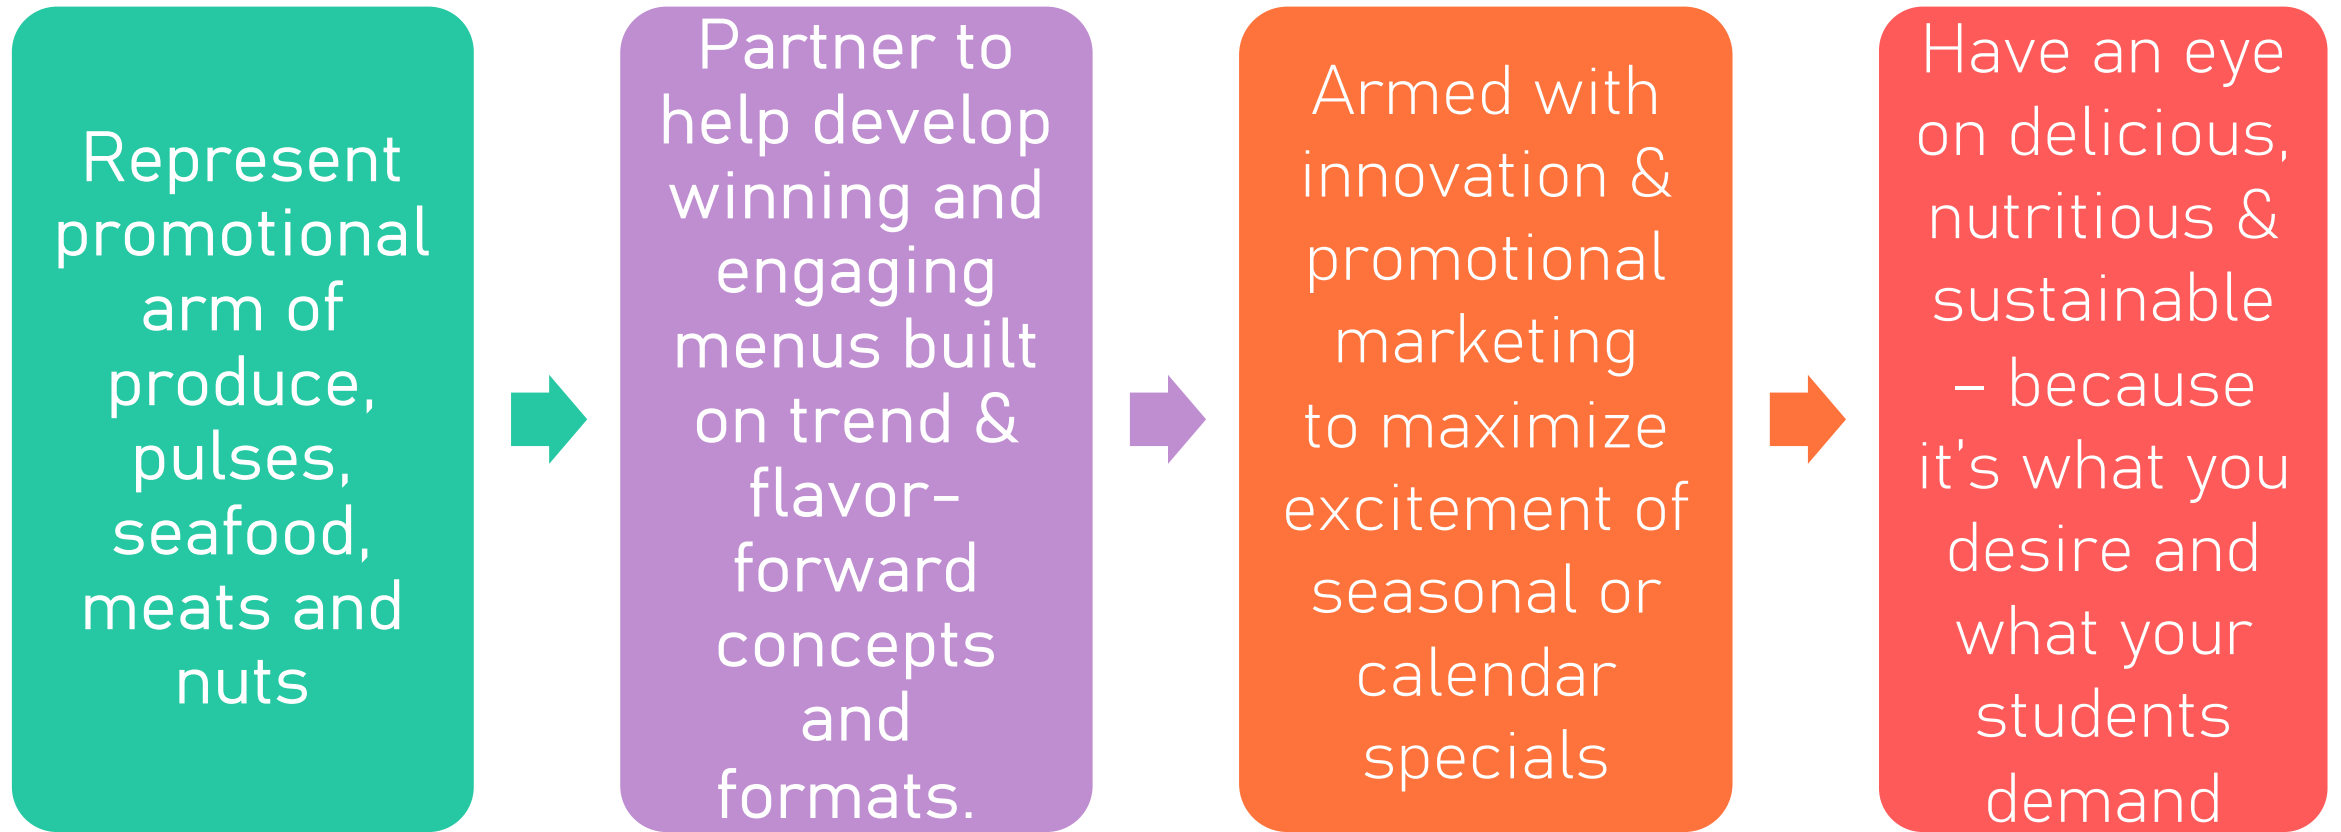 Represent
promotional
arm of
produce,
pulses,
seafood,
meats and
nuts
Partner to
help develop
winning and
engaging
menus built
on trend &
flavor-
forward
concepts
and
formats.
Armed with
innovation &
promotional
marketing
to maximize
excitement of
seasonal or
calendar
specials
Have an eye
on delicious,
nutritious &
sustainable
– because
it’s what you
desire and
what your
students
demand